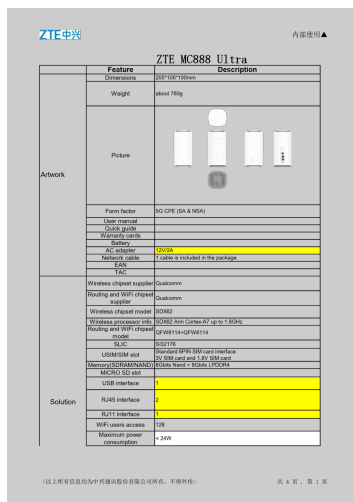 ZTE中兴
内部使用▲
ZTE MC888 Ultra
Feature Description
Artwork
Dimensions 205*100*100mm
Weight about 760g
Picture
Form factor 5G CPE (SA & NSA)
User manual
Quick guide
Warranty cards
Battery
AC adapter 12V/2A
Network cable 1 cable is included in the package
EAN
TAC
Solution
Wireless chipset supplier Qualcomm
Routing and WiFi chipset
supplier Qualcomm
Wireless chipset model SDX62
Wireless processor info SDX62 Arm Cortex-A7 up to 1.8GHz
Routing and WiFi chipset
model QFW6114+QFW6114
SLIC Si32176
USIM/SIM slot Standard 6PIN SIM card interface
3V SIM card and 1.8V SIM card
Memory(SDRAM/NAND) 8Gbits Nand + 8Gbits LPDDR4
MICRO SD slot
USB interface 1
RJ45 interface 2
RJ11 interface 1
WiFi users access 128
Maximum power
consumption < 24W
(以上所有信息均为中兴通讯股份有限公司所有，不得外传) 共 4 页 , 第 1 页